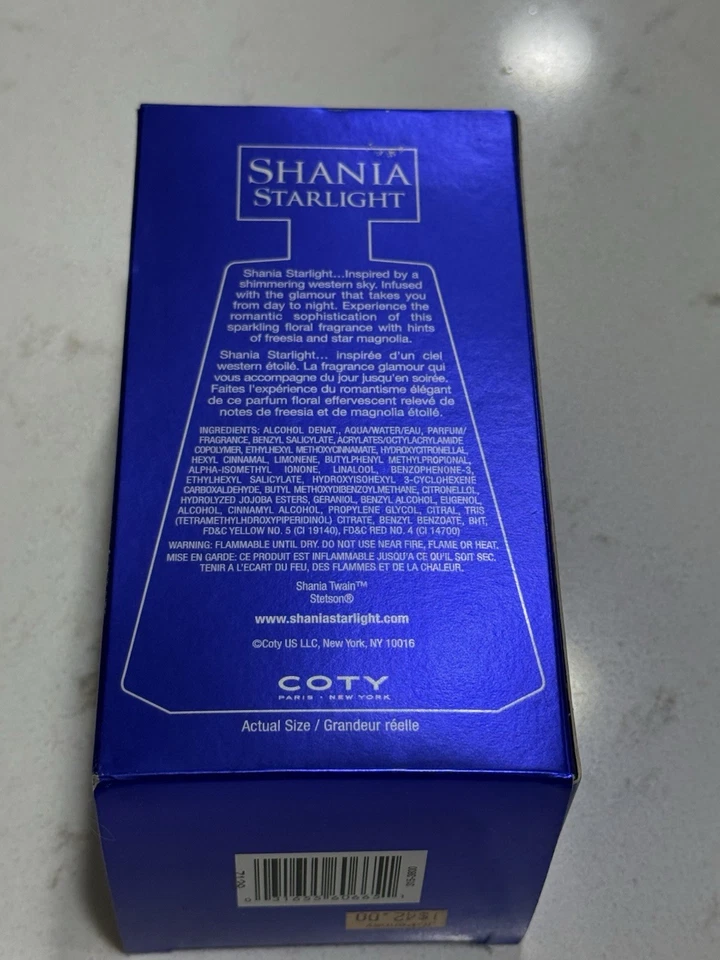 SHANIA
STARLIGHT
Shania Starlight...Inspired by a
shimmering western sky. Infused
with the glamour that takes you
from day to night. Experience the
romantic sophistication of this
sparkling floral fragrance with hints
of freesia and star magnolia.
Shania Starlight... inspirée d'un ciel
western étoilé. La fragrance glamour qui
vous accompagne du jour jusqu'en soirée.
Faites l'expérience du romantisme élégant
de ce parfum floral effervescent relevé de
notes de freesia et de magnolia étoilé.
INGREDIENTS: ALCOHOL DENAT., AQUA/WATER/EAU, PARFUM/
FRAGRANCE, BENZYL SALICYLATE, ACRYLATES/OCTYLACRYLAMIDE
COPOLYMER, ETHYLHEXYL METHOXYCINNAMATE, HYDROXYCITRONELLAL,
HEXYL CINNAMAL, LIMONENE, BUTYLPHENYL METHYLPROPIONAL,
ALPHA-ISOMETHYL IONONE, LINALOOL, BENZOPHENONE-3,
ETHYLHEXYL SALICYLATE, HYDROXYISOHEXYL 3-CYCLOHEXENE
CARBOXALDEHYDE, BUTYL METHOXYDIBENZOYLMETHANE, CITRONELLOL,
HYDROLYZED JOJOBA ESTERS, GERANIOL, BENZYL ALCOHOL, EUGENOL,
ALCOHOL, CINNAMYL ALCOHOL, PROPYLENE GLYCOL, CITRAL, TRIS
(TETRAMETHYLHDROXYPIPERIDINOL) CITRATE, BENZYL BENZOATE, BHT,
FD&C YELLOW NO. 5 (CI 19140), FD&C RED NO. 4 (CI 14700)
WARNING: FLAMMABLE UNTIL DRY. DO NOT USE NEAR FIRE, FLAME OR HEAT.
MISE EN GARDE: CE PRODUIT EST INFLAMMABLE JUSQU'A CE QU'IL SOIT SEC.
TENIR A L'ECART DU FEU, DES FLAMMES ET DE LA CHALEUR.
Shania Twain™
Stetson®
www.shaniastarlight.com
©Coty US LLC, New York, NY 10016
COTY
PARIS • NEW YORK
Actual Size / Grandeur réelle
$42.00